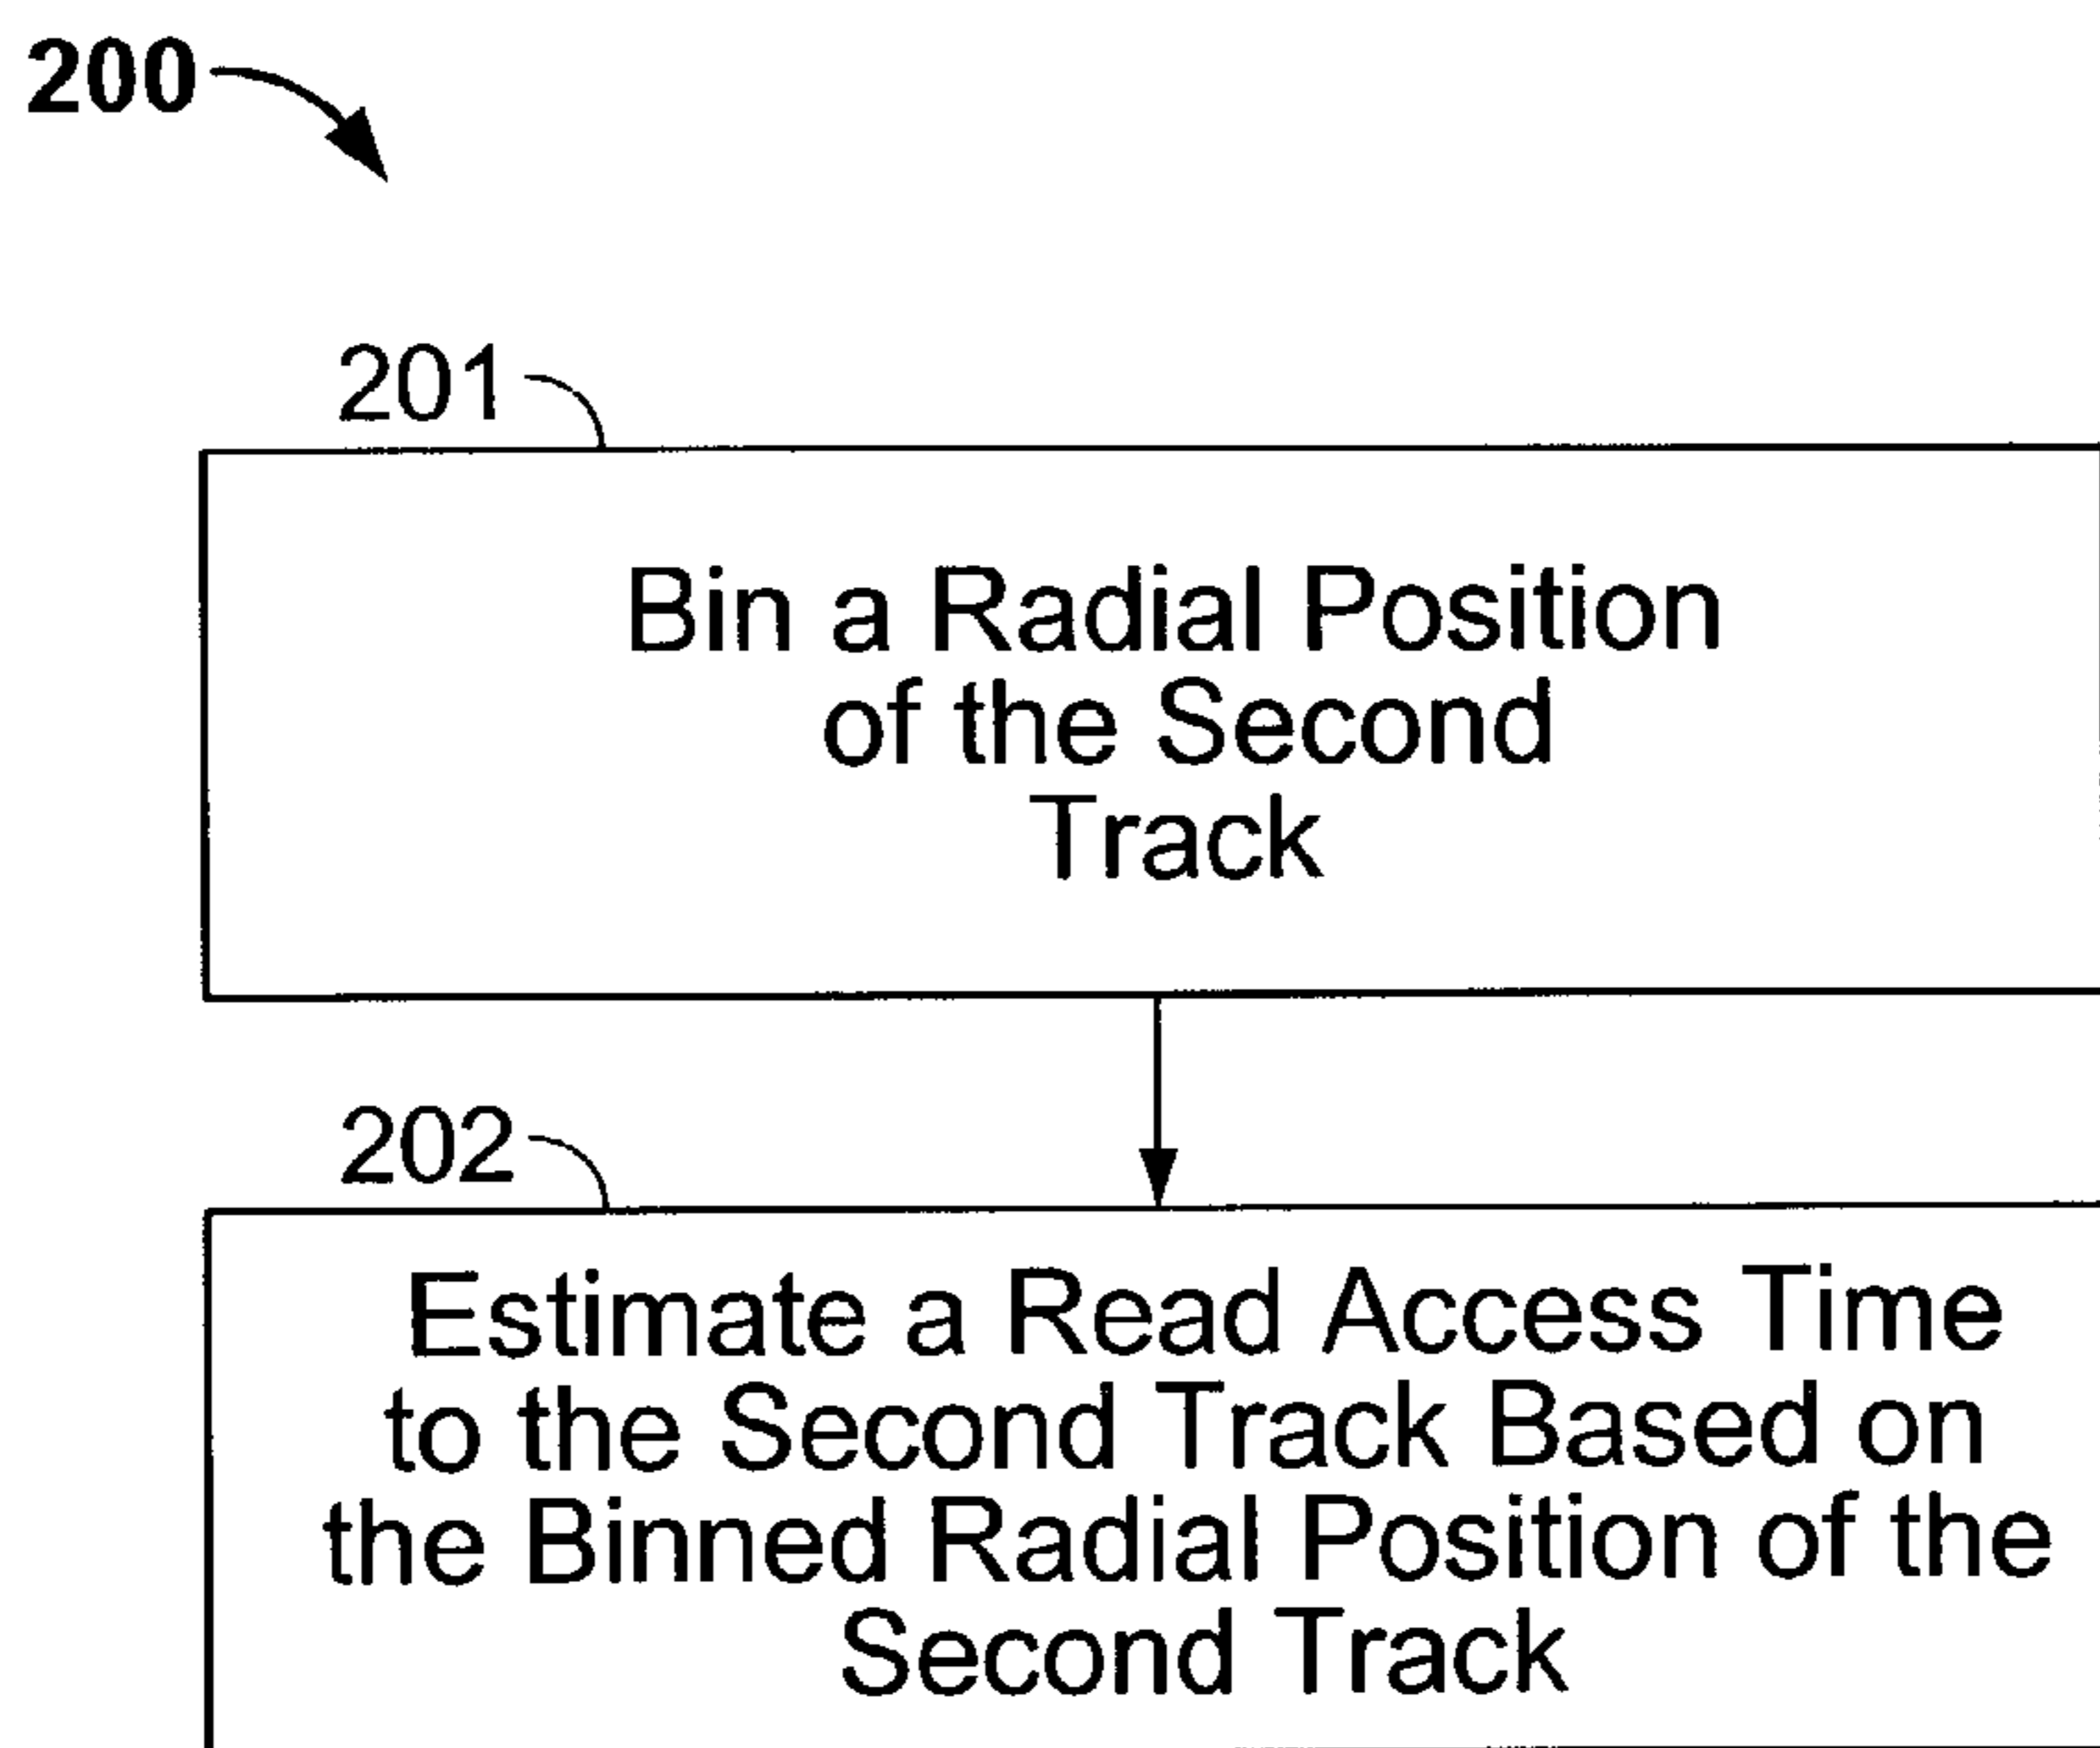 200
201
Bin a Radial Position
of the Second
Track
202
Estimate a Read Access Time
to the Second Track Based on
the Binned Radial Position of the
Second Track